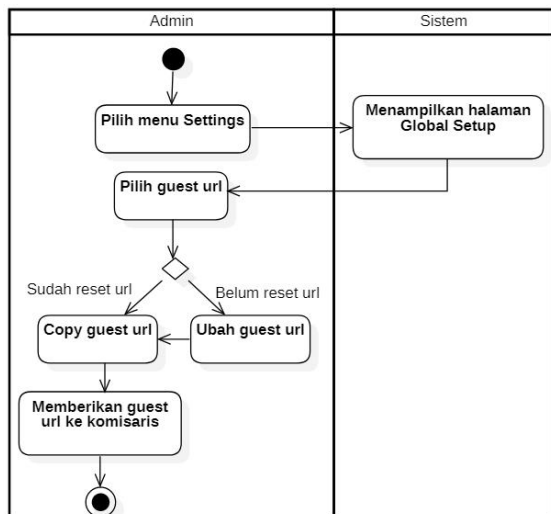 Admin
Sistem
Pilih menu Settings
Menampilkan halaman
Global Setup
Pilih guest url
Sudah reset url
Belum reset url
Copy guest url
Ubah guest url
Memberikan guest
url ke komisaris